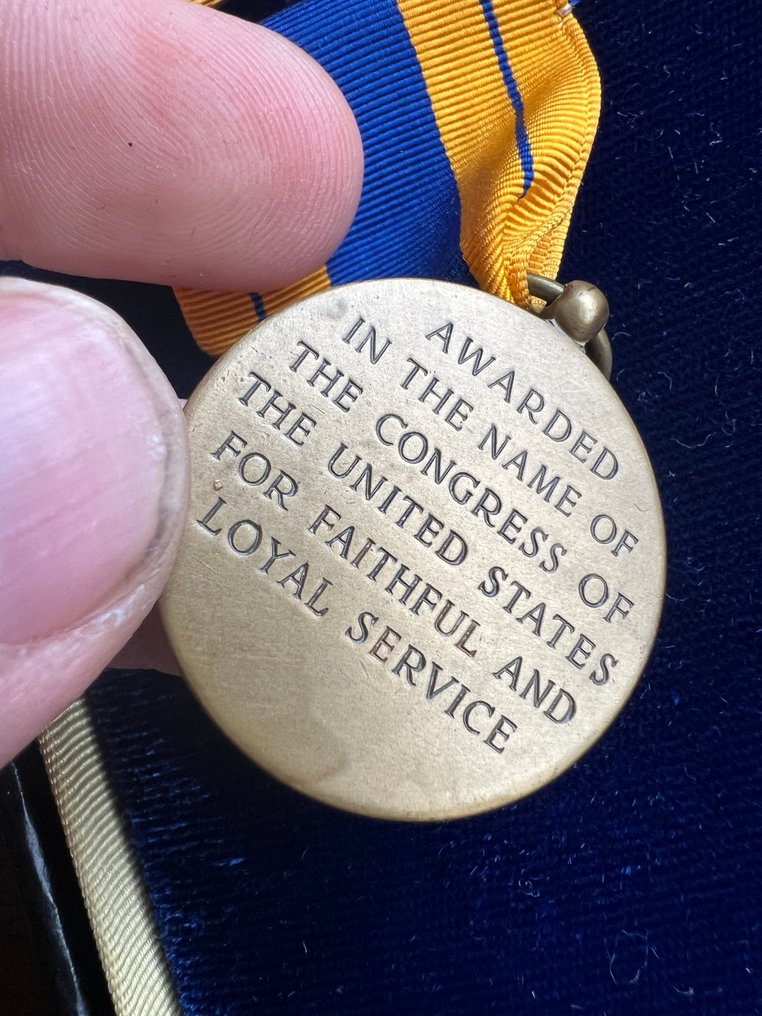 AWARDED
IN THE NAME OF
THE CONGRESS OF
THE UNITED STATES
FOR FAITHFUL AND
LOYAL SERVICE